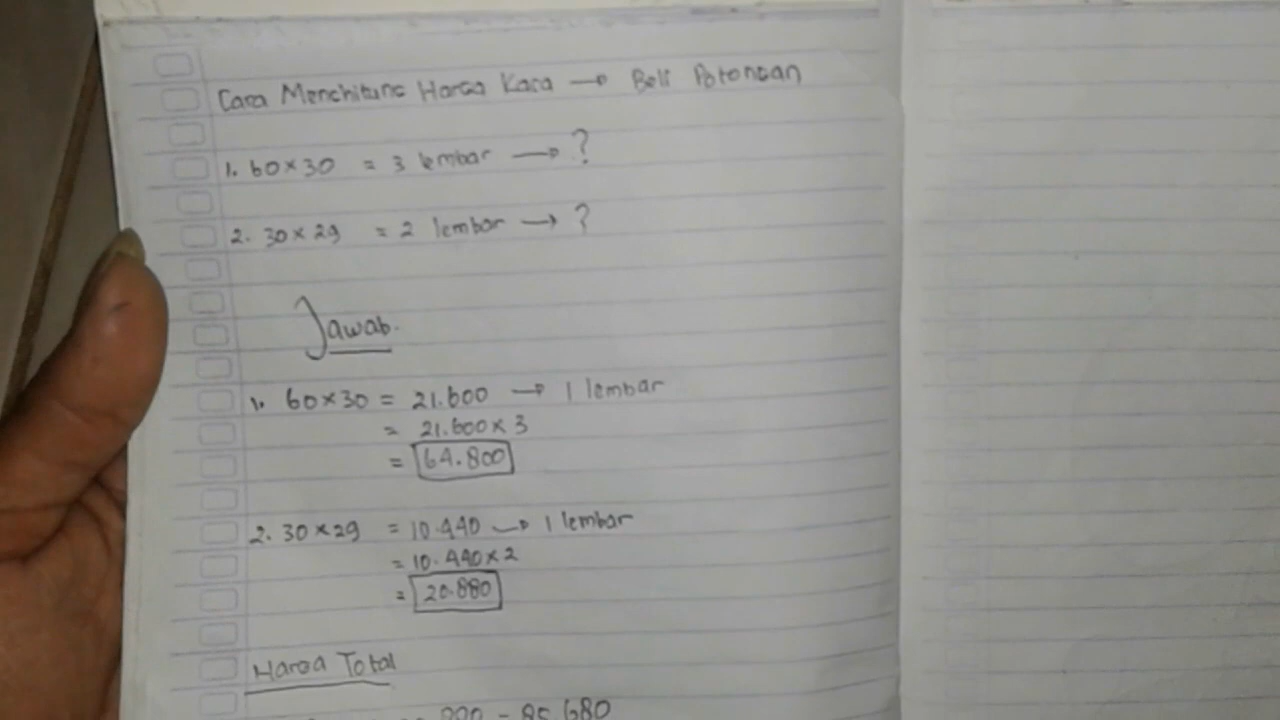 Cara Menghitung Harga Kaca → Beli Potongan
1. 60×30 = 3 lembar → ?
2. 30×29 = 2 lembar → ?
Jawab.
1. 60×30 = 21.600 → 1 lembar
= 21.600×3
= 64.800
2. 30×29 = 10.440 → 1 lembar
= 10.440×2
= 20.880
Harga Total
= 85.680